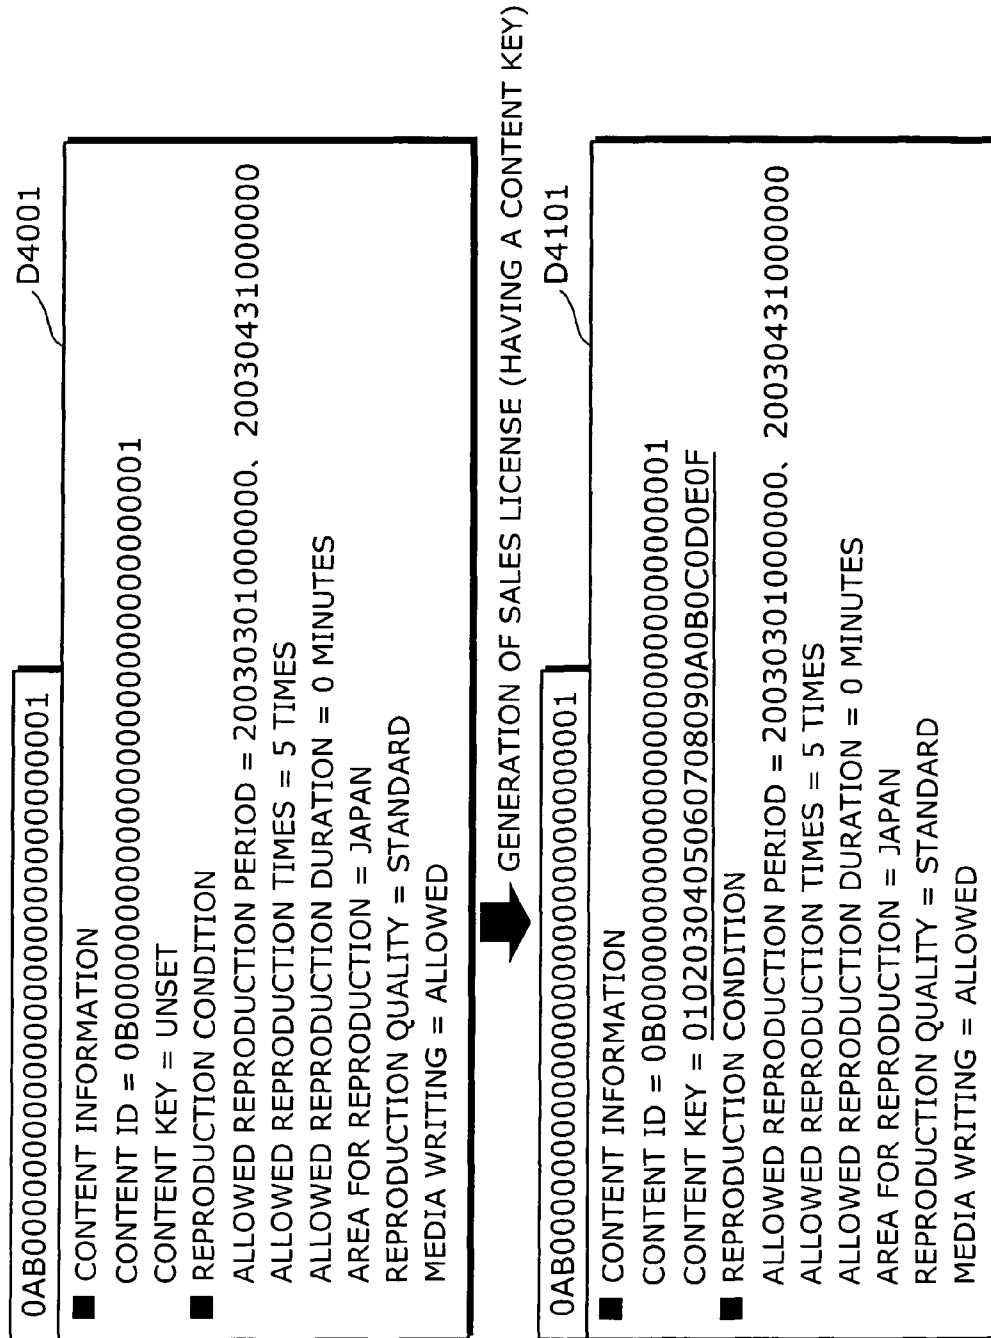 0AB00000000000000000000000000001
D4001
■ CONTENT INFORMATION
CONTENT ID = 0B000000000000000000000000000001
CONTENT KEY = UNSET
■ REPRODUCTION CONDITION
ALLOWED REPRODUCTION PERIOD = 20030301000000、 20030431000000
ALLOWED REPRODUCTION TIMES = 5 TIMES
ALLOWED REPRODUCTION DURATION = 0 MINUTES
AREA FOR REPRODUCTION = JAPAN
REPRODUCTION QUALITY = STANDARD
MEDIA WRITING = ALLOWED
GENERATION OF SALES LICENSE (HAVING A CONTENT KEY)
0AB00000000000000000000000000001
D4101
■ CONTENT INFORMATION
CONTENT ID = 0B000000000000000000000000000001
CONTENT KEY = 0102030405060708090A0B0C0D0E0F
■ REPRODUCTION CONDITION
ALLOWED REPRODUCTION PERIOD = 20030301000000、 20030431000000
ALLOWED REPRODUCTION TIMES = 5 TIMES
ALLOWED REPRODUCTION DURATION = 0 MINUTES
AREA FOR REPRODUCTION = JAPAN
REPRODUCTION QUALITY = STANDARD
MEDIA WRITING = ALLOWED